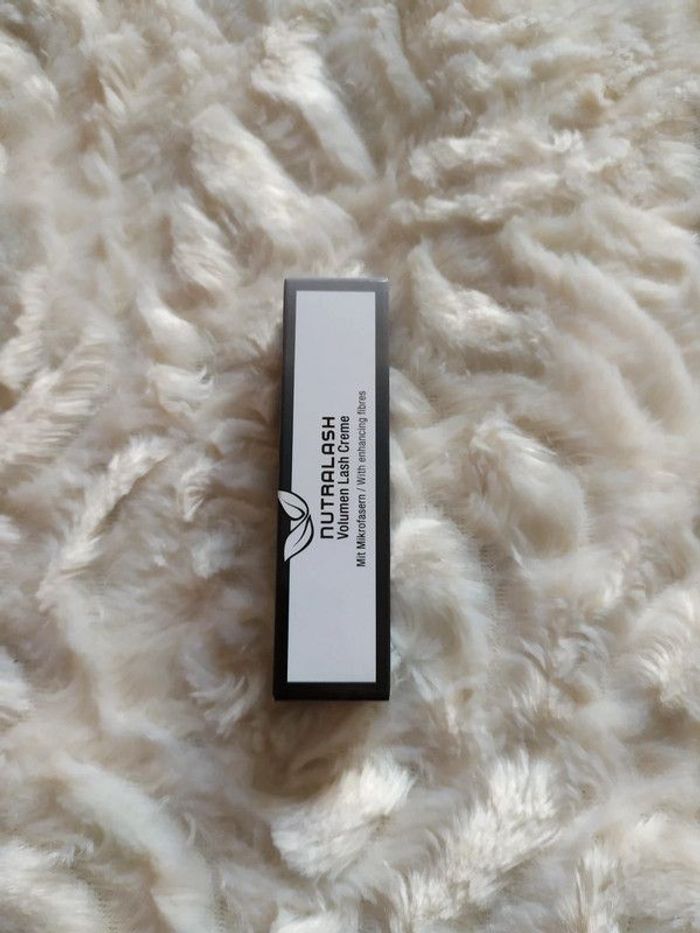 NUTRALASH
Volumen Lash Creme
Mit Mikrofasern / With enhancing fibres